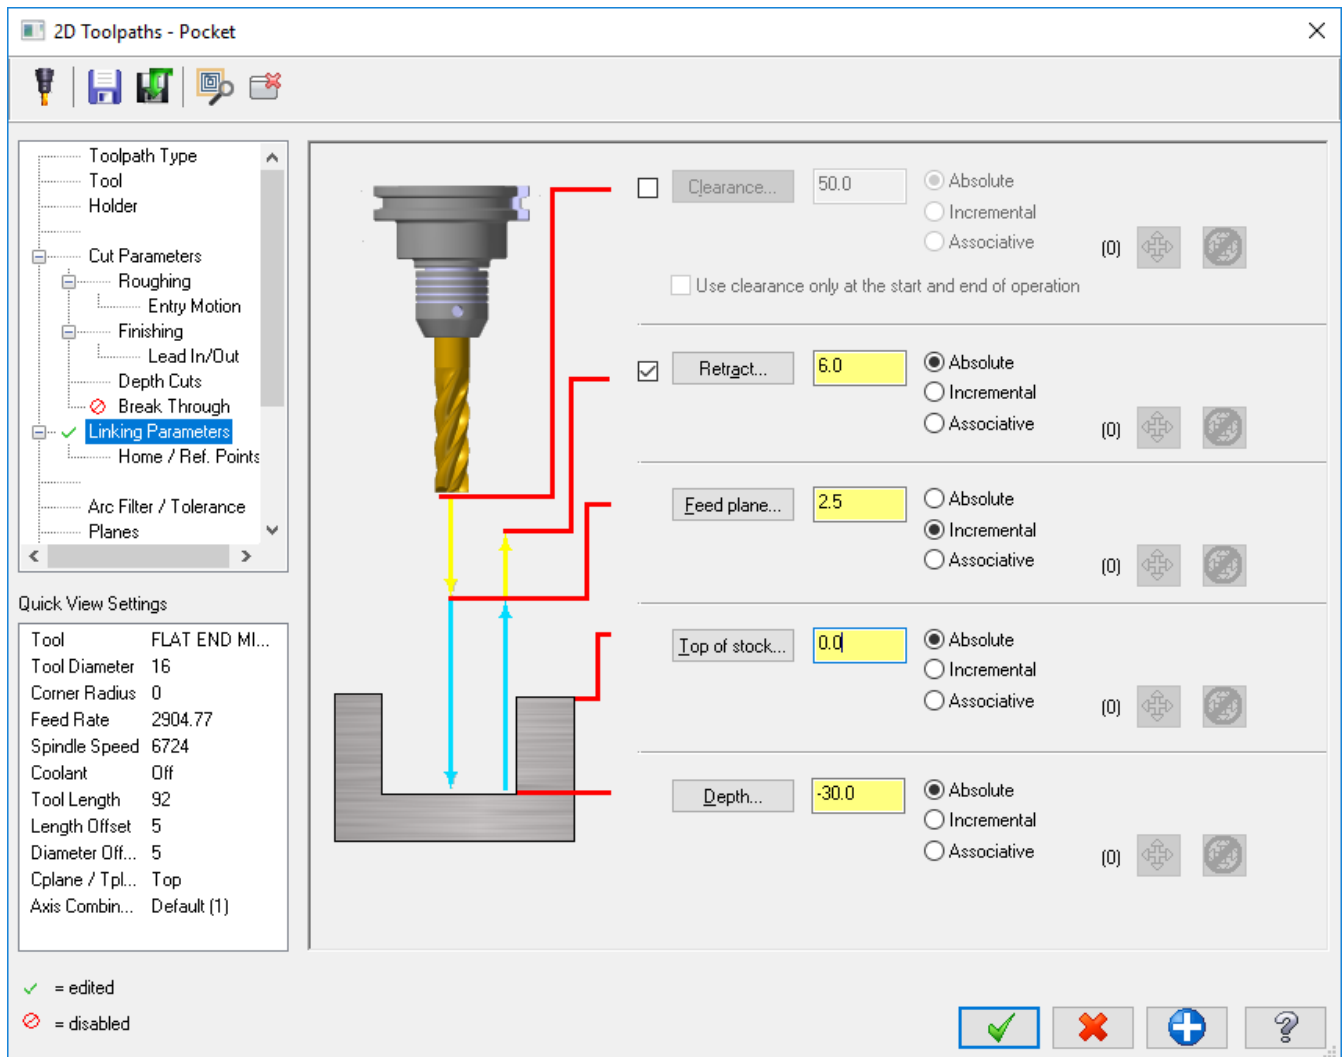 2D Toolpaths - Pocket
Toolpath Type
Tool
Holder
Cut Parameters
Roughing
Entry Motion
Finishing
Lead In/Out
Depth Cuts
Break Through
Linking Parameters
Home / Ref. Points
Arc Filter / Tolerance
Planes
Quick View Settings
Tool FLAT END MI...
Tool Diameter 16
Corner Radius 0
Feed Rate 2904.77
Spindle Speed 6724
Coolant Off
Tool Length 92
Length Offset 5
Diameter Off... 5
Cplane / Tpl... Top
Axis Combin... Default (1)
= edited
= disabled
Clearance... 50.0 Absolute
Incremental
Associative (0)
Use clearance only at the start and end of operation
Retract... 6.0 Absolute
Incremental
Associative (0)
Feed plane... 2.5 Absolute
Incremental
Associative (0)
Top of stock... 0.0 Absolute
Incremental
Associative (0)
Depth... -30.0 Absolute
Incremental
Associative (0)